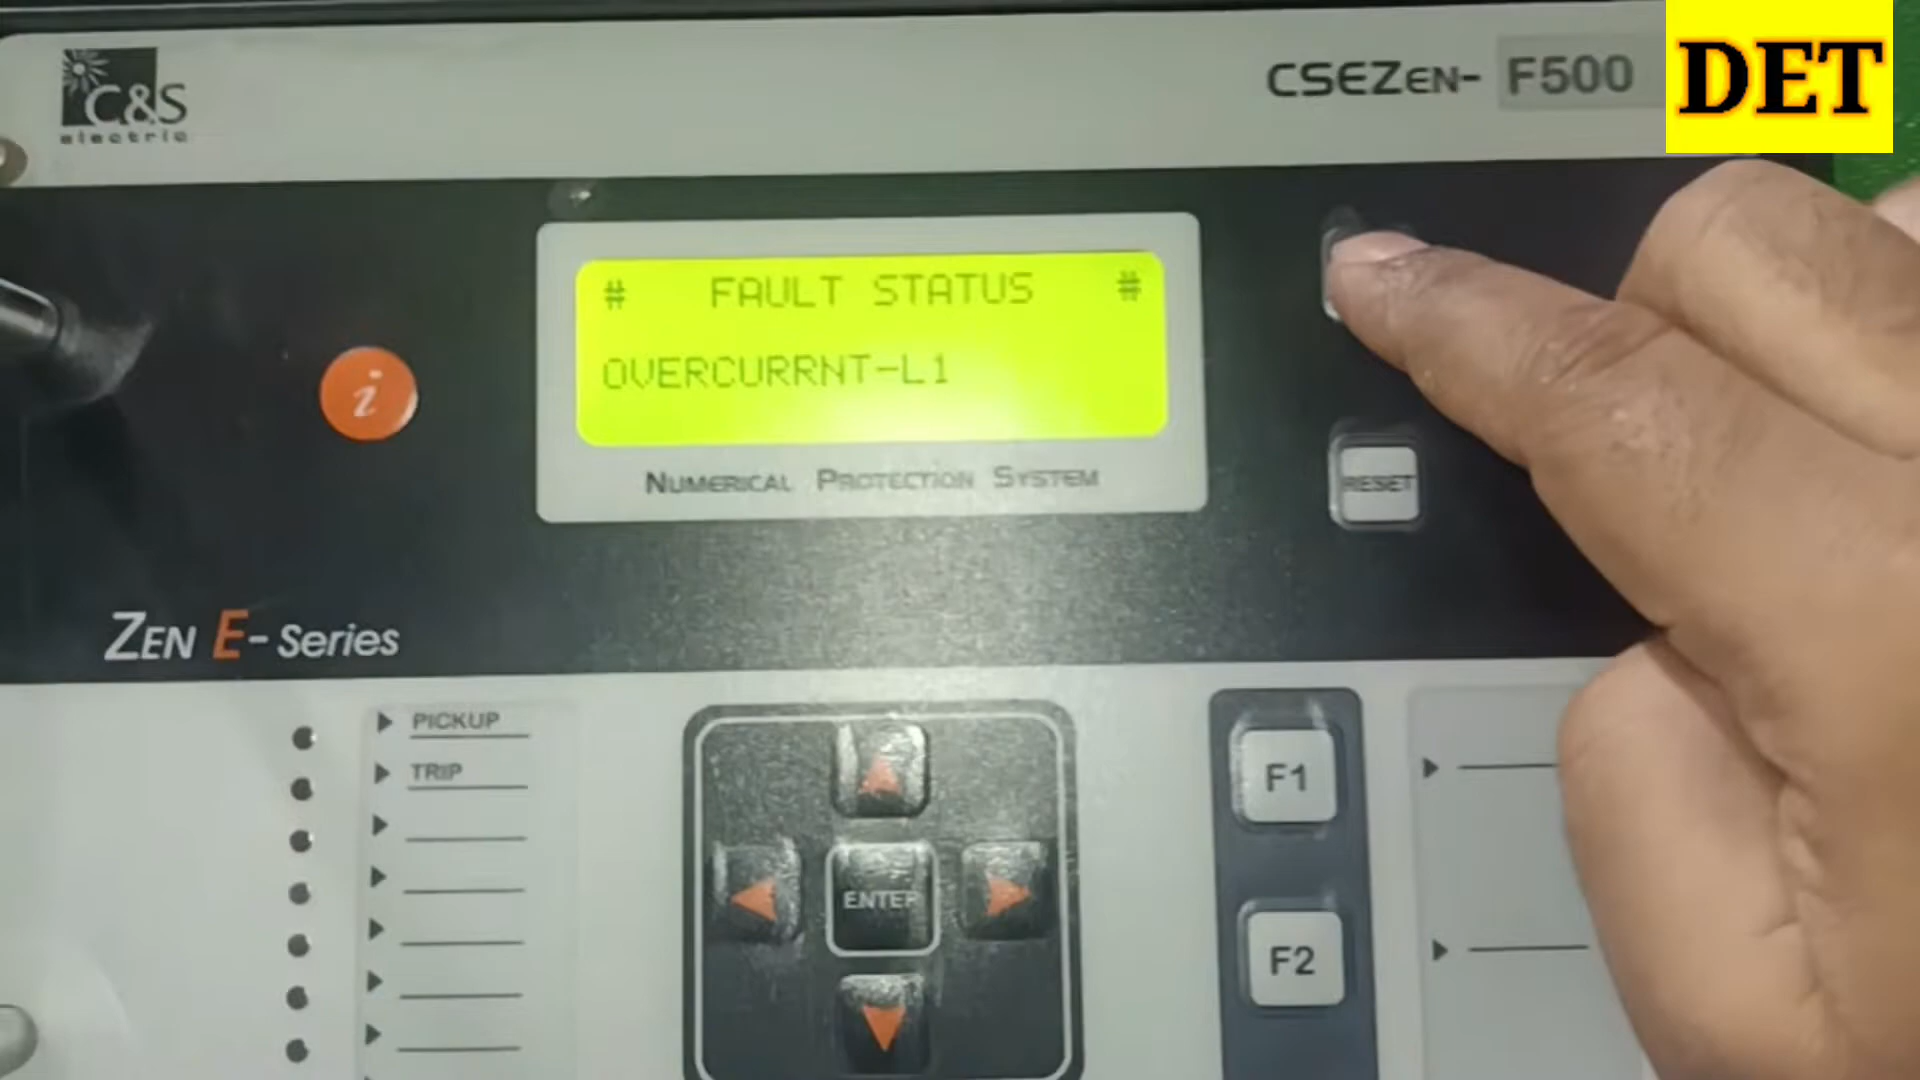 C&S
electric
CSEZEN- F500
DET
# FAULT STATUS #
OVERCURRNT-L1
NUMERICAL PROTECTION SYSTEM
i
RESET
ZEN E-Series
PICKUP
TRIP
ENTER
F1
F2